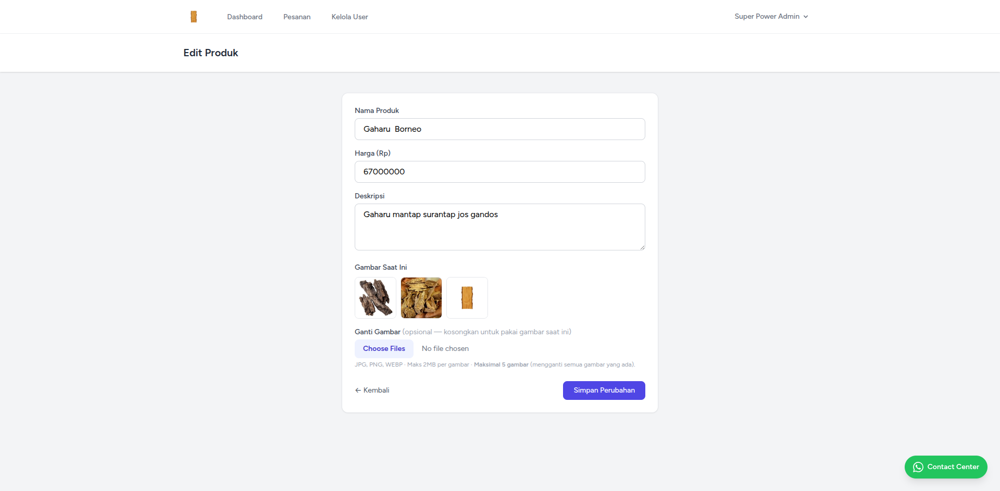 Dashboard
Pesanan
Kelola User
Super Power Admin
Edit Produk
Nama Produk
Gaharu  Borneo
Harga (Rp)
67000000
Deskripsi
Gaharu mantap surantap jos gandos
Gambar Saat Ini
Ganti Gambar (opsional — kosongkan untuk pakai gambar saat ini)
Choose Files No file chosen
JPG, PNG, WEBP · Maks 2MB per gambar · Maksimal 5 gambar (mengganti semua gambar yang ada).
← Kembali
Simpan Perubahan
Contact Center